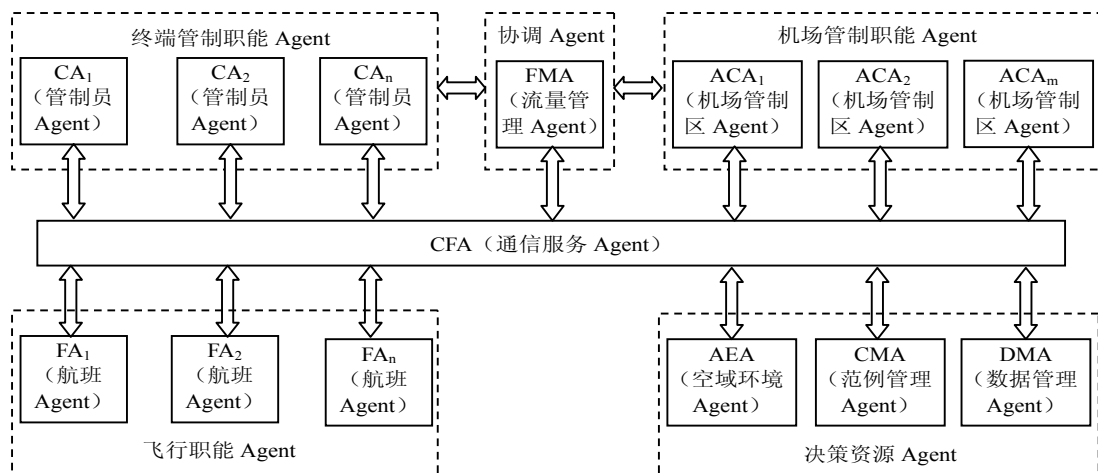 终端管制职能 Agent
CA₁
（管制员
Agent）
CA₂
（管制员
Agent）
CAₙ
（管制员
Agent）
协调 Agent
FMA
（流量管
理 Agent）
机场管制职能 Agent
ACA₁
（机场管制
区 Agent）
ACA₂
（机场管制
区 Agent）
ACAₘ
（机场管制
区 Agent）
CFA（通信服务 Agent）
FA₁
（航班
Agent）
FA₂
（航班
Agent）
FAₙ
（航班
Agent）
飞行职能 Agent
AEA
（空域环境
Agent）
CMA
（范例管理
Agent）
DMA
（数据管理
Agent）
决策资源 Agent